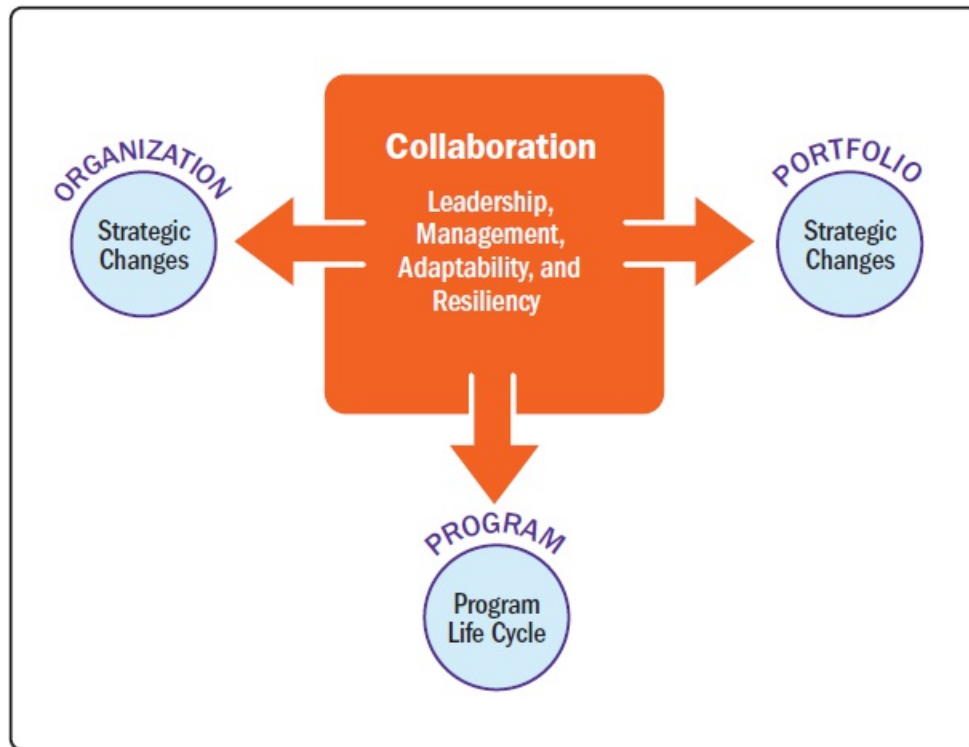 Collaboration
Leadership,
Management,
Adaptability, and
Resiliency
ORGANIZATION
Strategic
Changes
PORTFOLIO
Strategic
Changes
PROGRAM
Program
Life Cycle